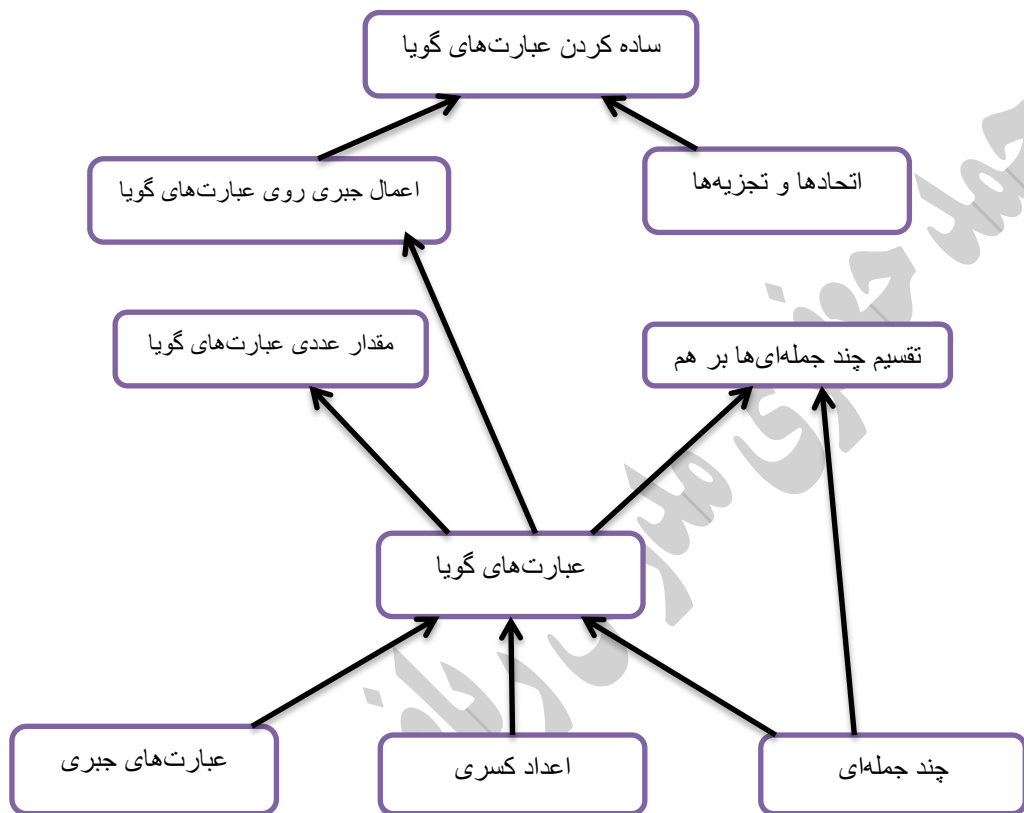 ساده کردن عبارت‌های گویا
اتحادها و تجزیه‌ها
اعمال جبری روی عبارت‌های گویا
تقسیم چند جمله‌ای‌ها بر هم
مقدار عددی عبارت‌های گویا
عبارت‌های گویا
چند جمله‌ای
اعداد کسری
عبارت‌های جبری